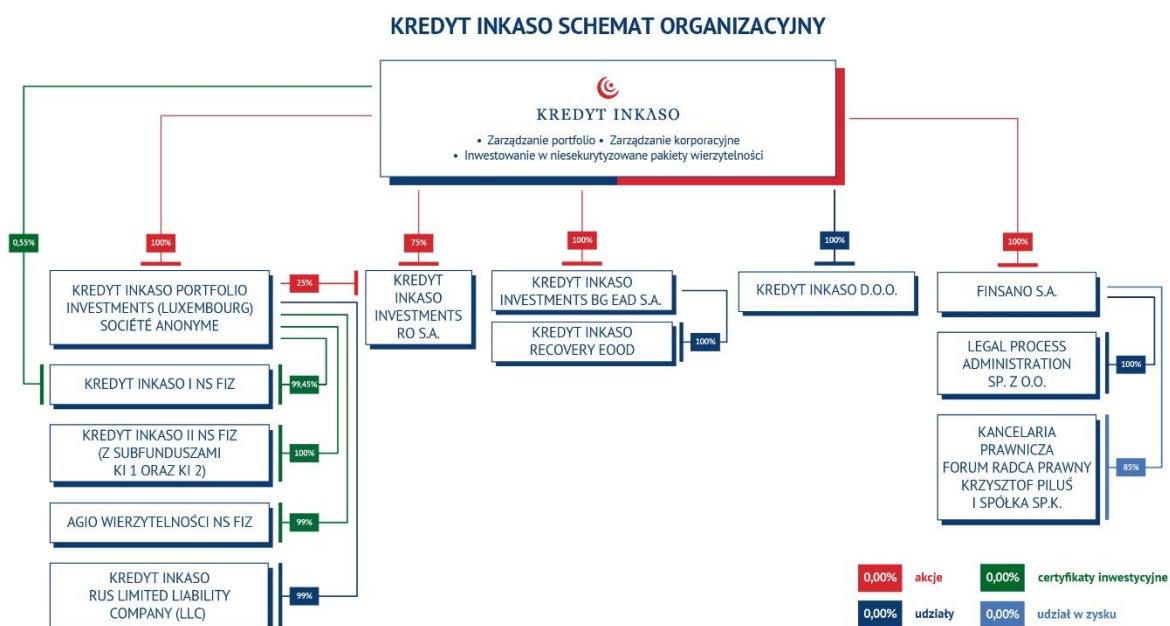 KREDYT INKASO SCHEMAT ORGANIZACYJNY
KREDYT INKASO
• Zarządzanie portfolio • Zarządzanie korporacyjne
• Inwestowanie w niesekurytyzowane pakiety wierzytelności
0,55%
100%
75%
100%
100%
100%
KREDYT INKASO PORTFOLIO
INVESTMENTS (LUXEMBOURG)
SOCIÉTÉ ANONYME
25%
KREDYT
INKASO
INVESTMENTS
RO S.A.
KREDYT INKASO
INVESTMENTS BG EAD S.A.
KREDYT INKASO
RECOVERY EOOD
100%
KREDYT INKASO D.O.O.
FINSANO S.A.
LEGAL PROCESS
ADMINISTRATION
SP. Z O.O.
100%
KANCELARIA
PRAWNICZA
FORUM RADCA PRAWNY
KRZYSZTOF PILUŚ
I SPÓŁKA SP.K.
85%
KREDYT INKASO I NS FIZ
99,45%
KREDYT INKASO II NS FIZ
(Z SUBFUNDUSZAMI
KI 1 ORAZ KI 2)
100%
AGIO WIERZYTELNOŚCI NS FIZ
99%
KREDYT INKASO
RUS LIMITED LIABILITY
COMPANY (LLC)
99%
0,00% akcje
0,00% certyfikaty inwestycyjne
0,00% udziały
0,00% udział w zysku